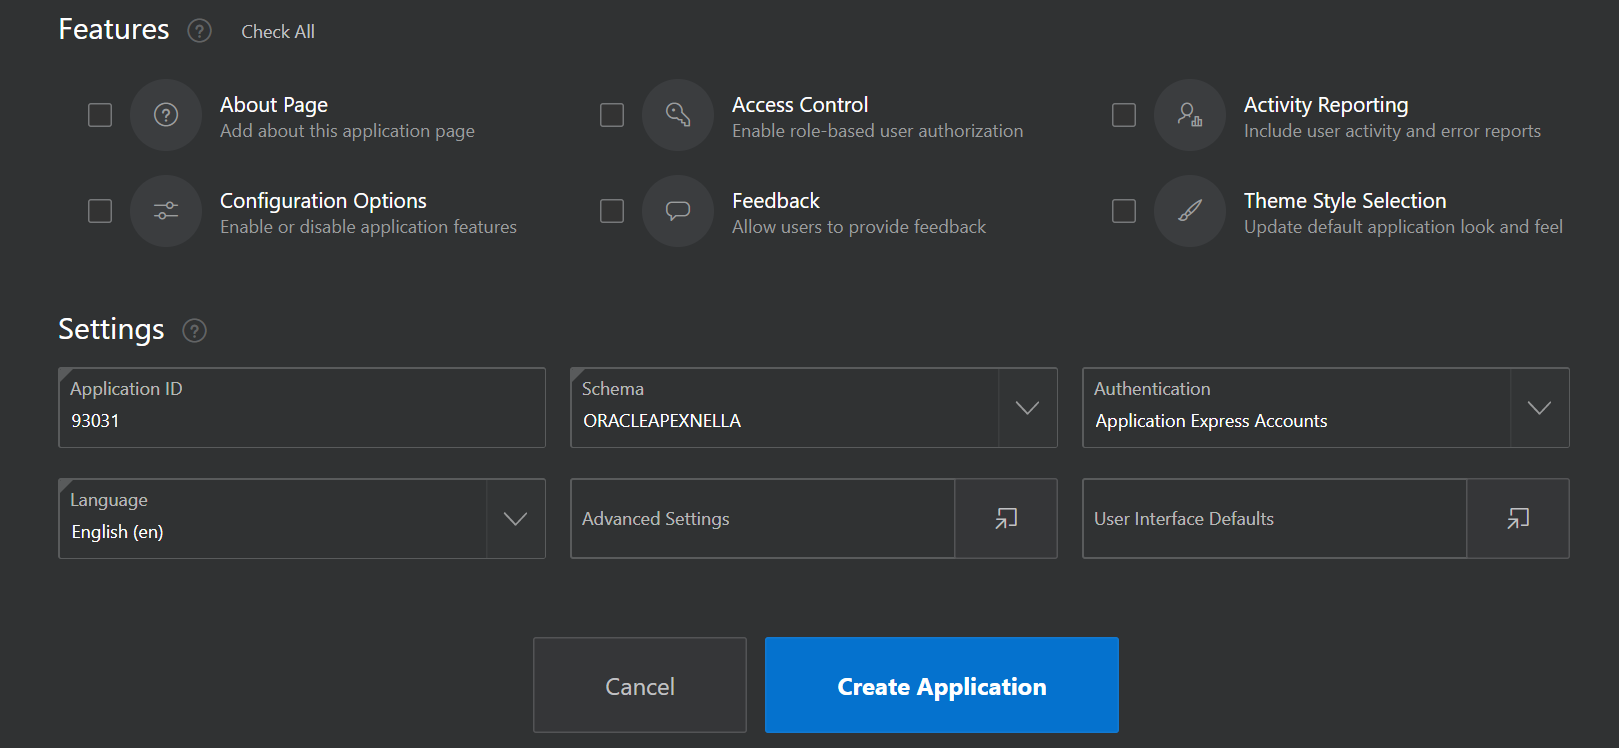 Features ? Check All
About Page
Add about this application page
Access Control
Enable role-based user authorization
Activity Reporting
Include user activity and error reports
Configuration Options
Enable or disable application features
Feedback
Allow users to provide feedback
Theme Style Selection
Update default application look and feel
Settings ?
Application ID
93031
Schema
ORACLEAPEXNELLA
Authentication
Application Express Accounts
Language
English (en)
Advanced Settings
User Interface Defaults
Cancel
Create Application